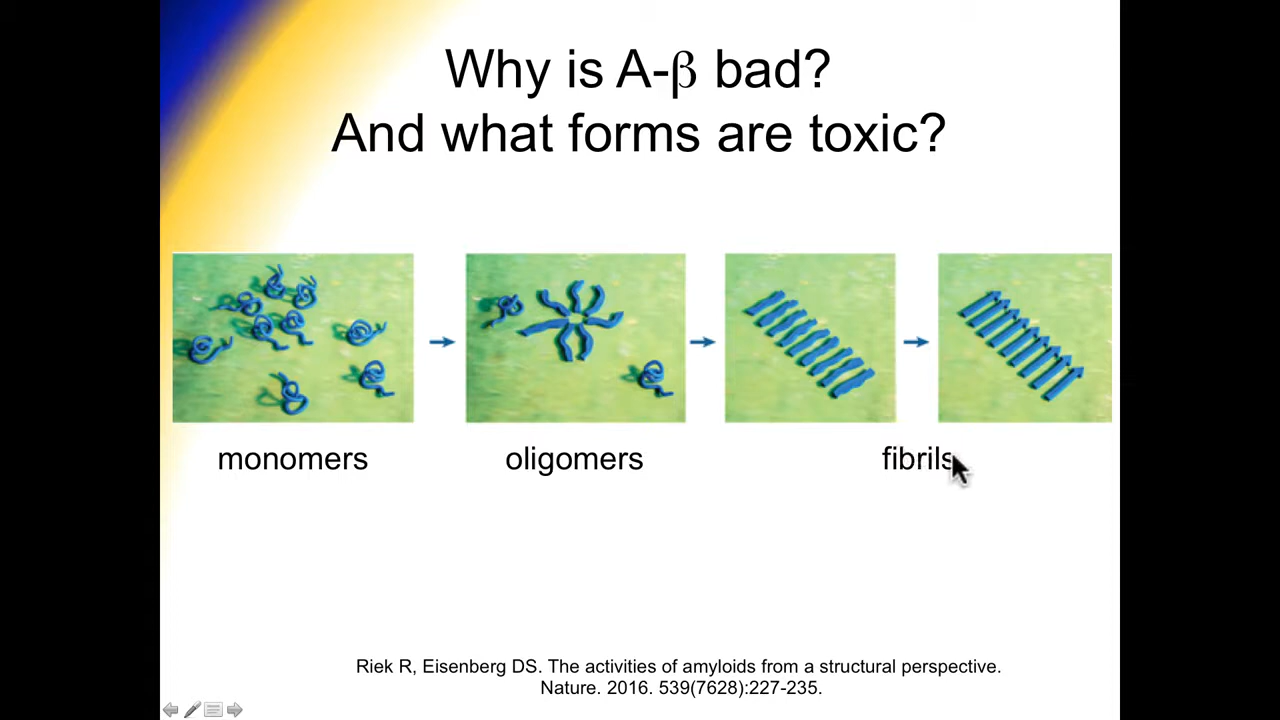 Why is A-β bad?
And what forms are toxic?
monomers
oligomers
fibrils
Riek R, Eisenberg DS. The activities of amyloids from a structural perspective.
Nature. 2016. 539(7628):227-235.